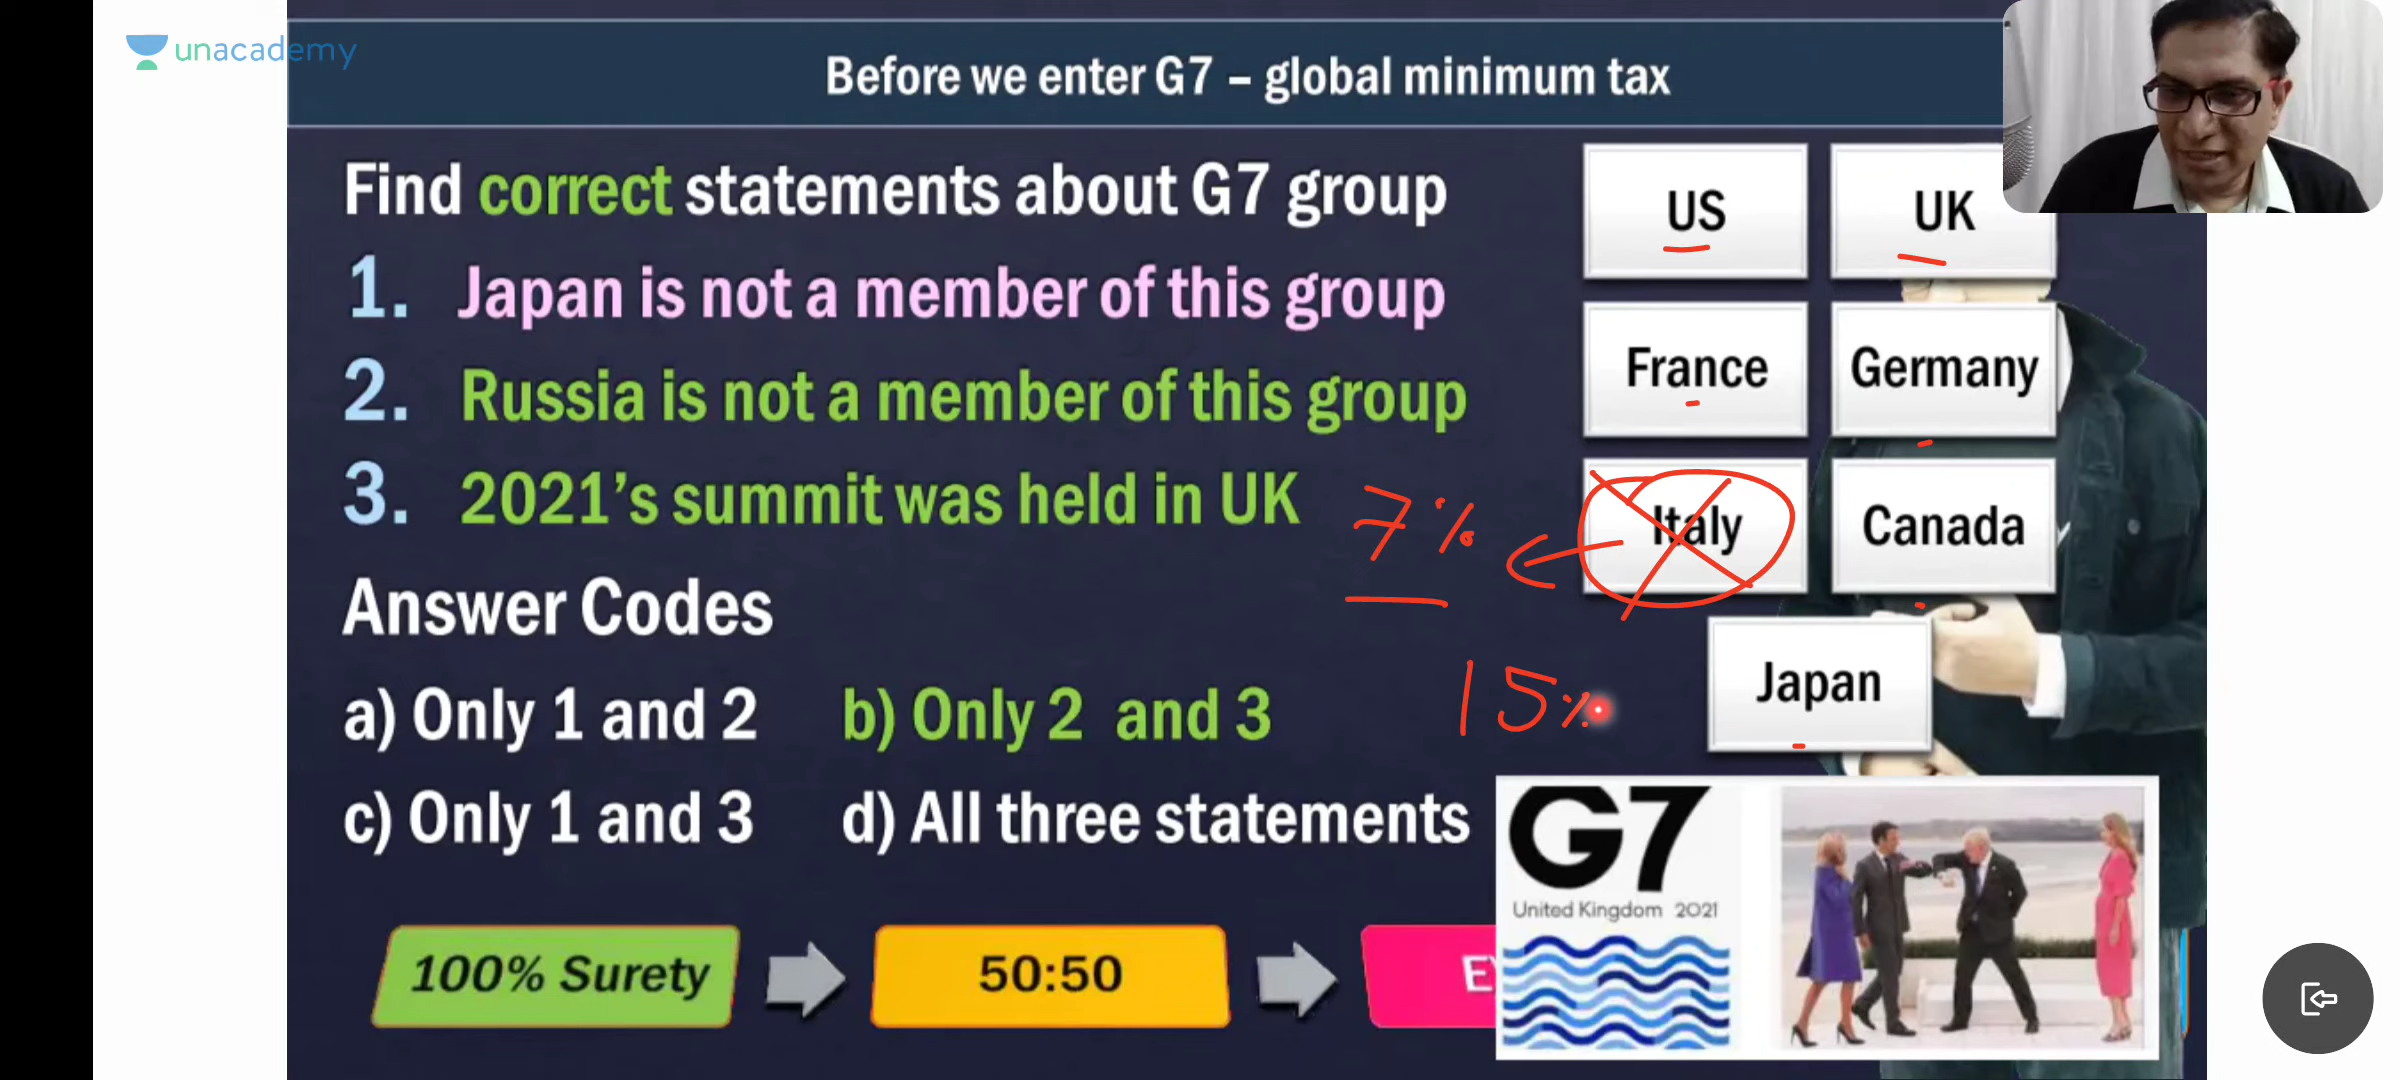 unacademy
Before we enter G7 – global minimum tax
Find correct statements about G7 group
1. Japan is not a member of this group
2. Russia is not a member of this group
3. 2021's summit was held in UK
Answer Codes
a) Only 1 and 2
b) Only 2 and 3
c) Only 1 and 3
d) All three statements
100% Surety
50:50
US
UK
France
Germany
Italy
Canada
Japan
7%
15%
G7
United Kingdom 2021